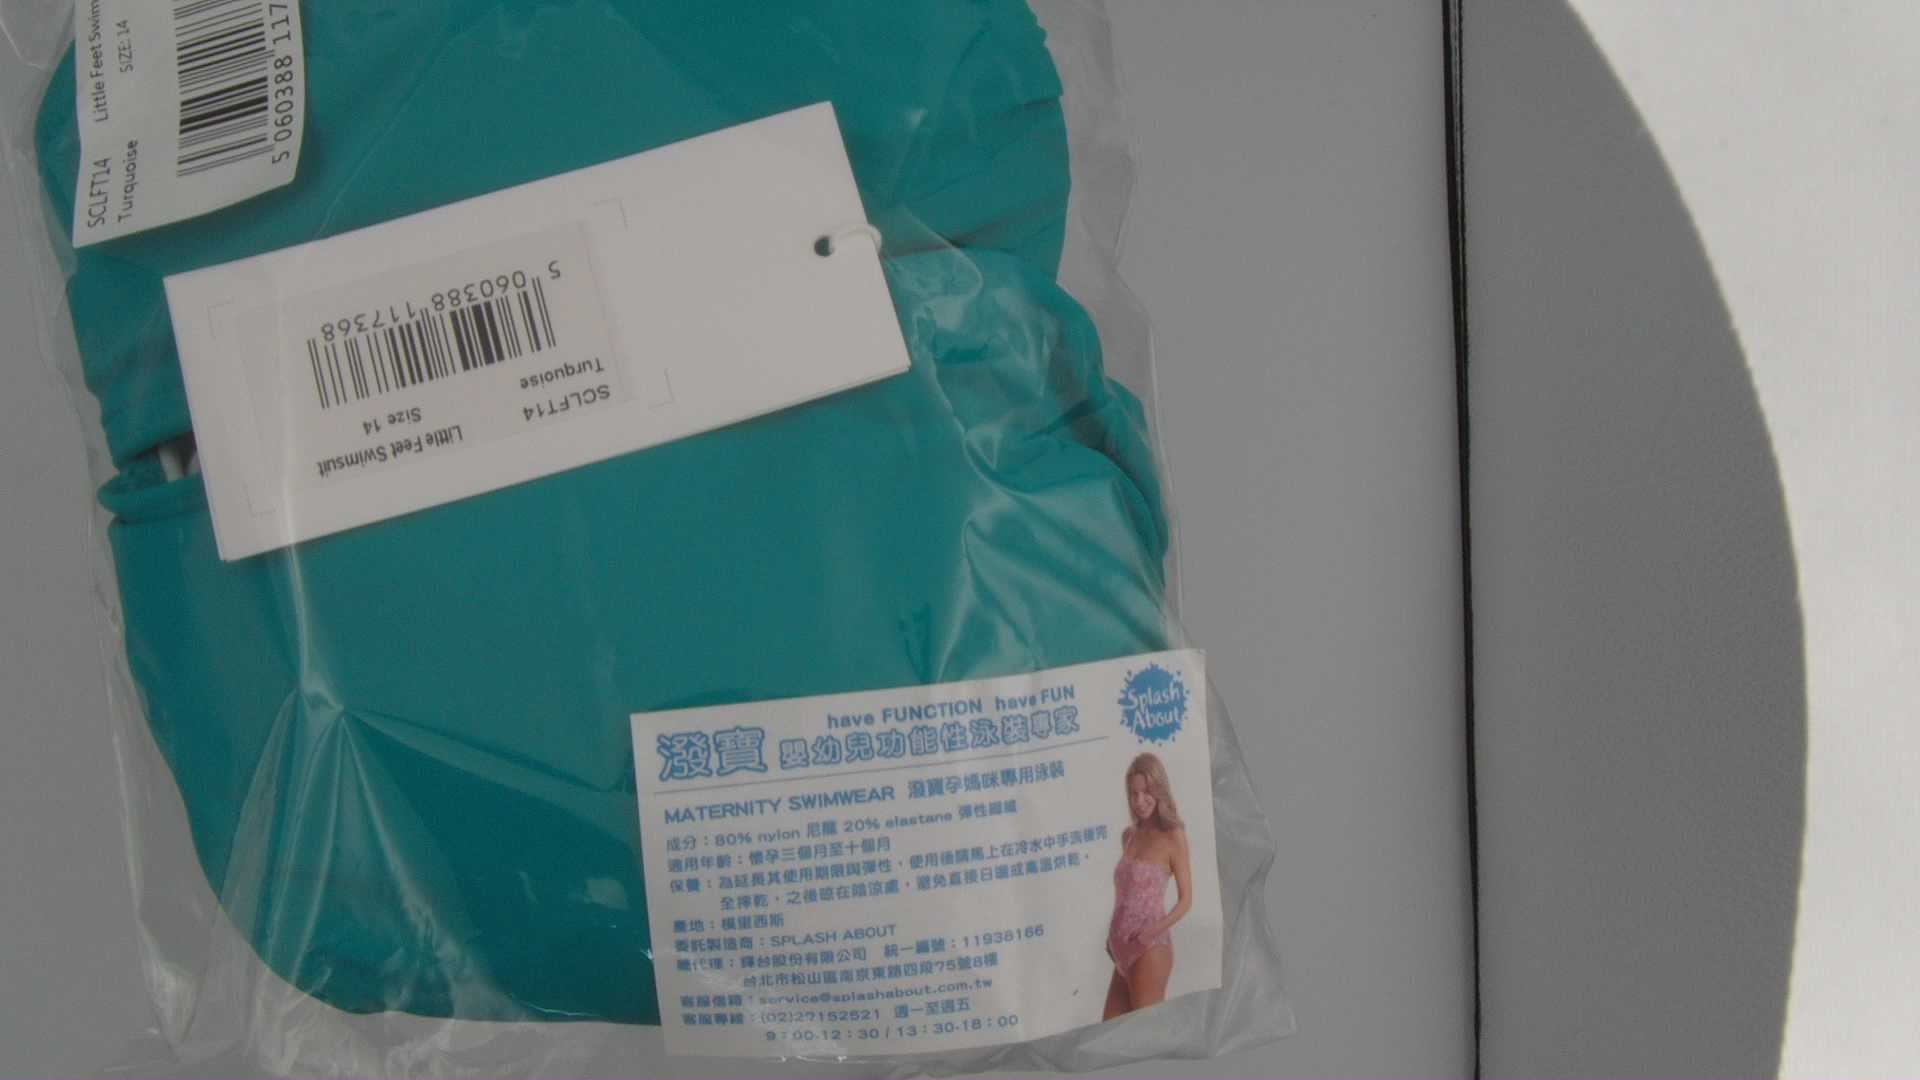 SCLFT14 Little Feet Swim
Turquoise SIZE: 14
5 060388 117
Little Feet Swimsuit SCLFT14
Size 14 Turquoise
5 060388 117368
have FUNCTION have FUN
潑寶 嬰幼兒功能性泳裝專家
Splash
About
MATERNITY SWIMWEAR 潑寶孕媽咪專用泳裝
成分：80% nylon 尼龍 20% elastane 彈性纖維
適用年齡：懷孕三個月至十個月
保養：為延長其使用期限與彈性，使用後請馬上在冷水中手洗後完
全擰乾，之後晾在陰涼處，避免直接日曬或高溫烘乾。
產地：模里西斯
委託製造商：SPLASH ABOUT
總代理：鐸台股份有限公司 統一編號：11938166
台北市松山區南京東路四段75號8樓
客服信箱：service@splashabout.com.tw
客服專線：(02)27152521 週一至週五
9：00-12：30 / 13：30-18：00